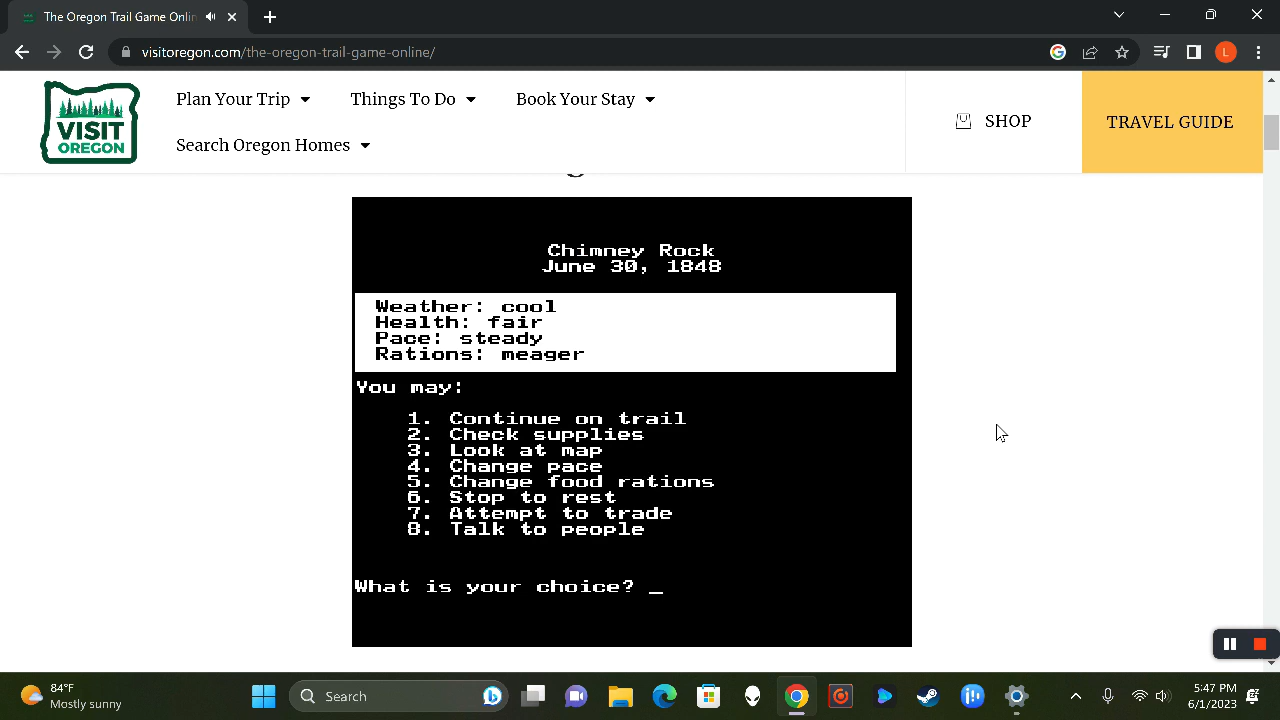 The Oregon Trail Game Onlin
visitoregon.com/the-oregon-trail-game-online/
L
VISIT
OREGON
Plan Your Trip
Things To Do
Book Your Stay
Search Oregon Homes
SHOP
TRAVEL GUIDE
Chimney Rock
June 30, 1848
Weather: cool
Health: fair
Pace: steady
Rations: meager
You may:
1. Continue on trail
2. Check supplies
3. Look at map
4. Change pace
5. Change food rations
6. Stop to rest
7. Attempt to trade
8. Talk to people
What is your choice? _
84°F
Mostly sunny
Search
5:47 PM
6/1/2023